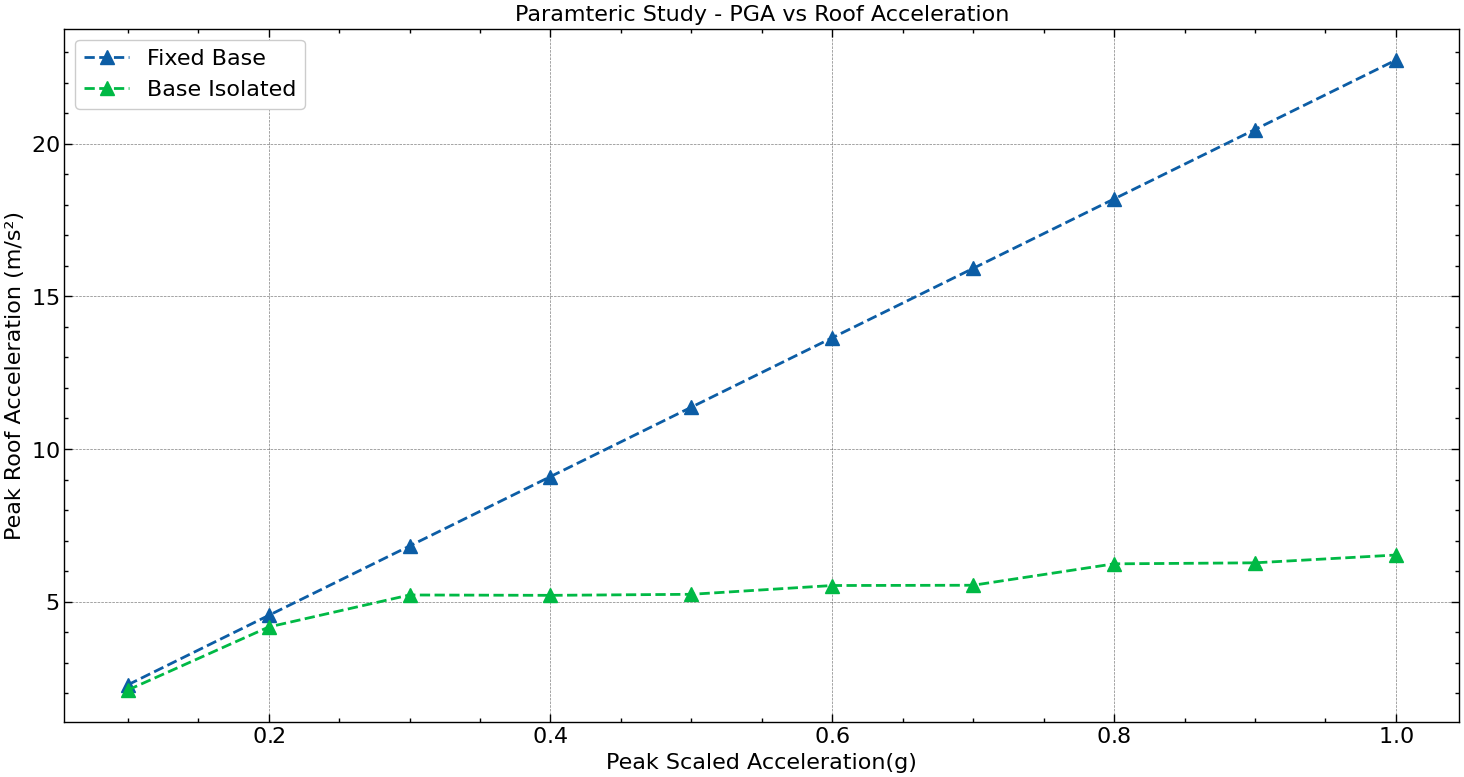 Paramteric Study - PGA vs Roof Acceleration
Fixed Base
Base Isolated
Peak Roof Acceleration (m/s²)
20
15
10
5
0.2
0.4
0.6
0.8
1.0
Peak Scaled Acceleration(g)